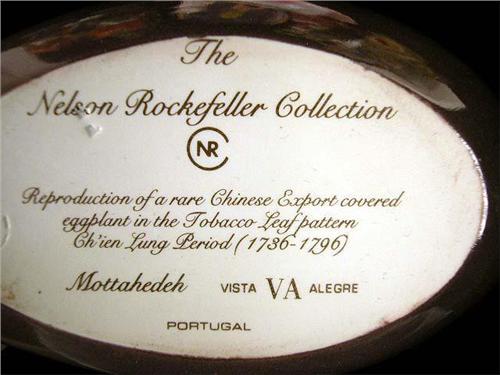 The
Nelson Rockefeller Collection
NR
Reproduction of a rare Chinese Export covered
eggplant in the Tobacco Leaf pattern
Ch'ien Lung Period (1736-1796)
Mottahedeh VISTA VA ALEGRE
PORTUGAL